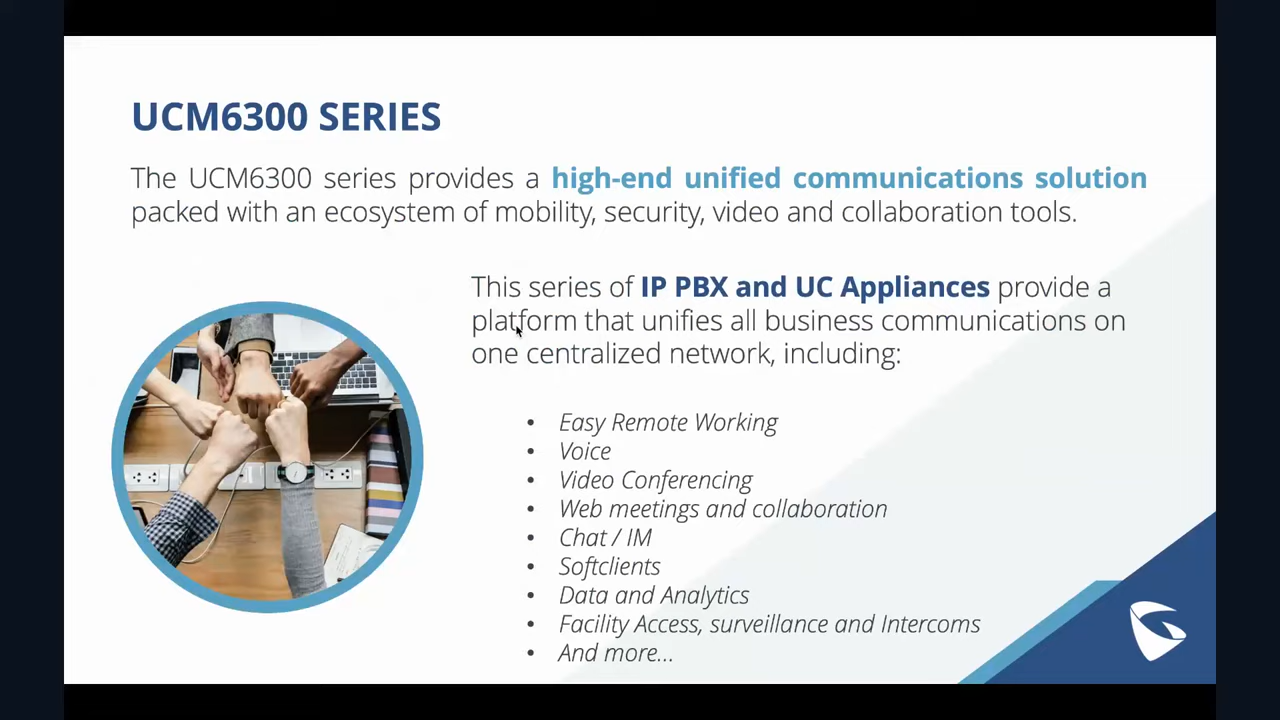 UCM6300 SERIES
The UCM6300 series provides a high-end unified communications solution
packed with an ecosystem of mobility, security, video and collaboration tools.
This series of IP PBX and UC Appliances provide a
platform that unifies all business communications on
one centralized network, including:
• Easy Remote Working
• Voice
• Video Conferencing
• Web meetings and collaboration
• Chat / IM
• Softclients
• Data and Analytics
• Facility Access, surveillance and Intercoms
• And more...